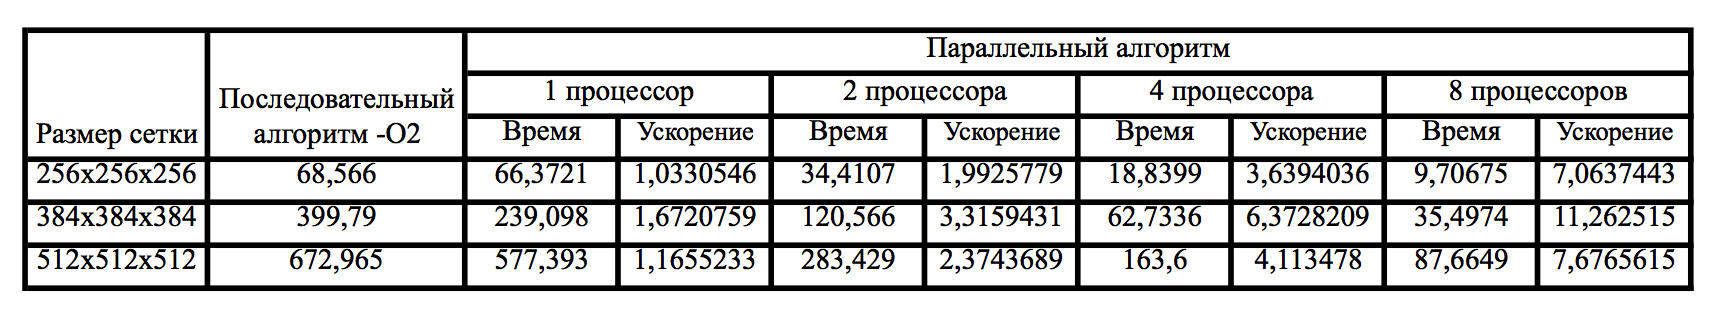 Параллельный алгоритм
1 процессор 2 процессора 4 процессора 8 процессоров
Последовательный
Размер сетки алгоритм -O2 Время Ускорение Время Ускорение Время Ускорение Время Ускорение
256x256x256 68,566 66,3721 1,0330546 34,4107 1,9925779 18,8399 3,6394036 9,70675 7,0637443
384x384x384 399,79 239,098 1,6720759 120,566 3,3159431 62,7336 6,3728209 35,4974 11,262515
512x512x512 672,965 577,393 1,1655233 283,429 2,3743689 163,6 4,113478 87,6649 7,6765615